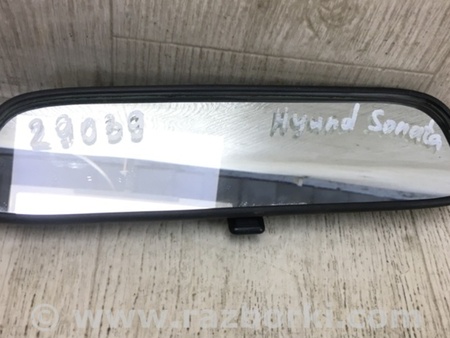 29039 Hyund Sonata
© www.razborki.com